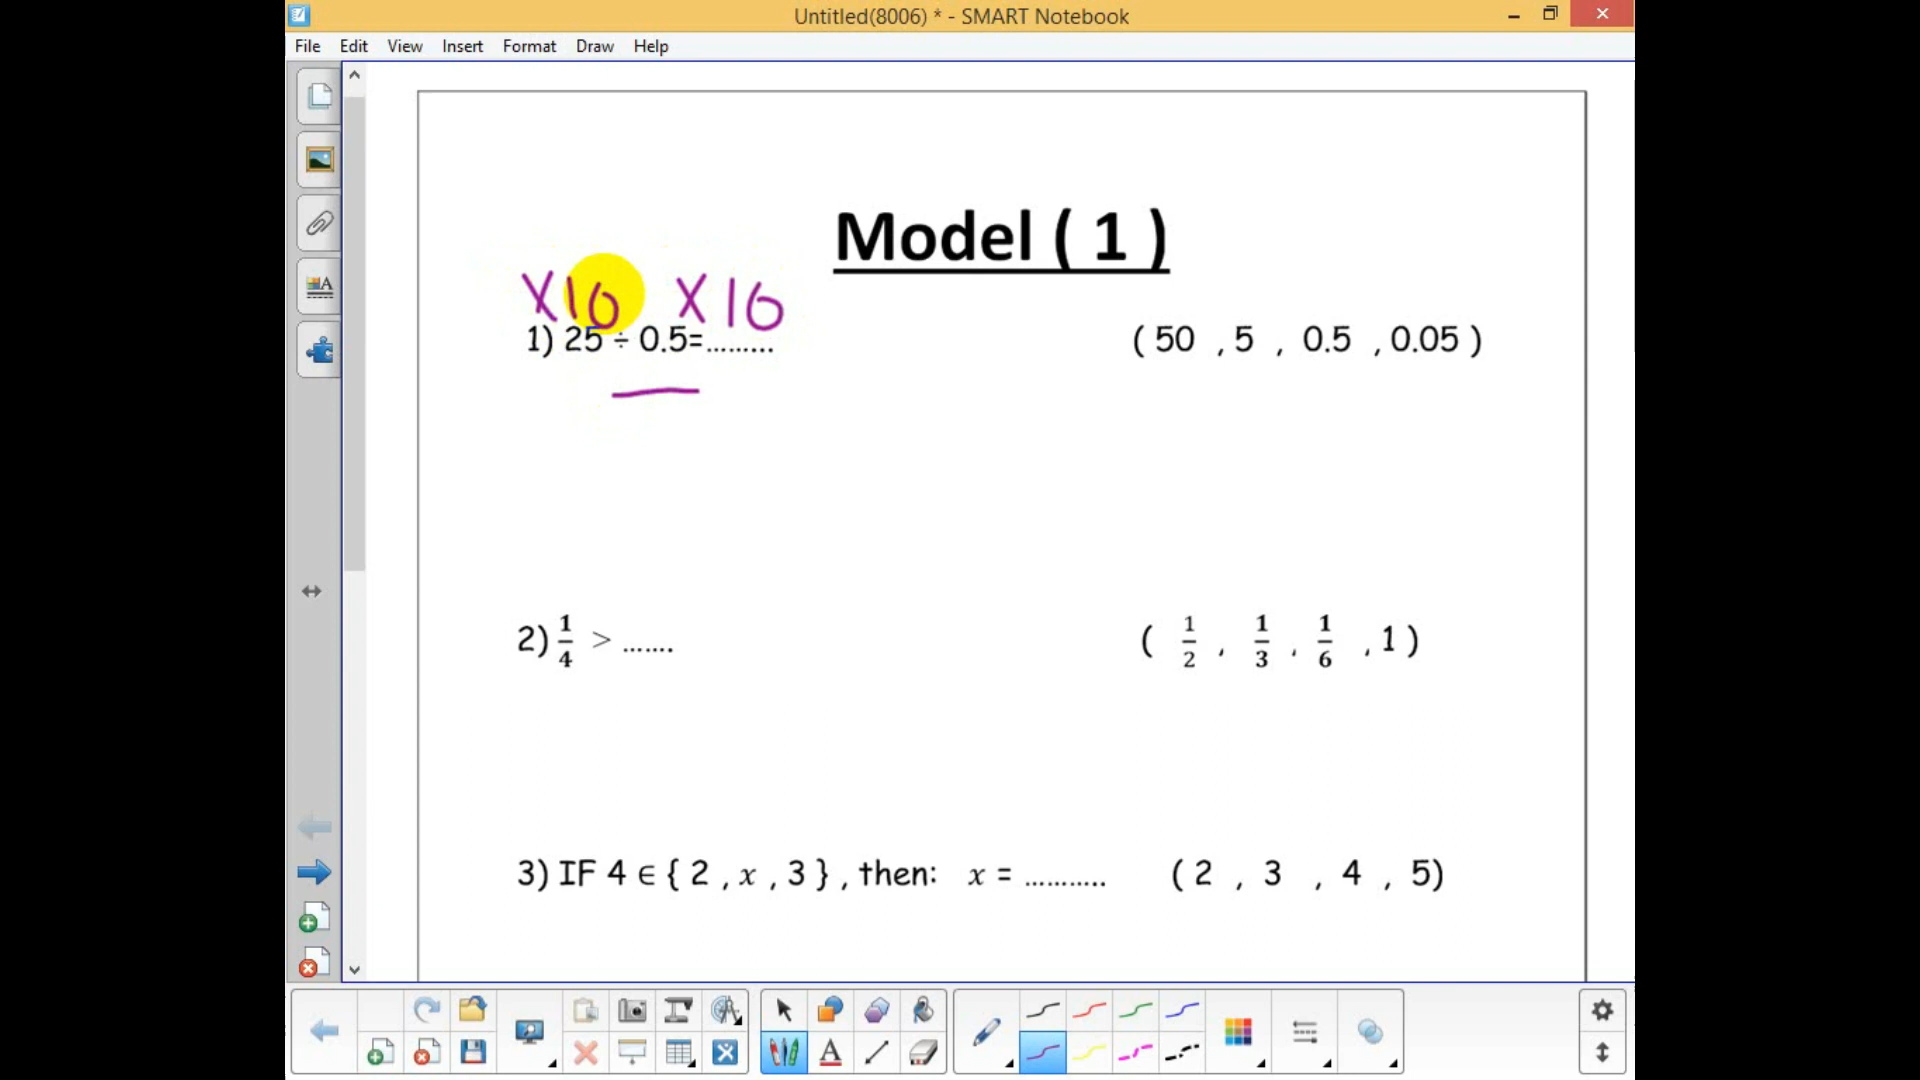 Untitled(8006) * - SMART Notebook
File Edit View Insert Format Draw Help
Model ( 1 )
X10 X10
1) 25 ÷ 0.5=......... ( 50 , 5 , 0.5 , 0.05 )
2) 1/4 > ....... ( 1/2 , 1/3 , 1/6 , 1 )
3) IF 4 ∈ { 2 , x , 3 } , then: x = ........... ( 2 , 3 , 4 , 5)